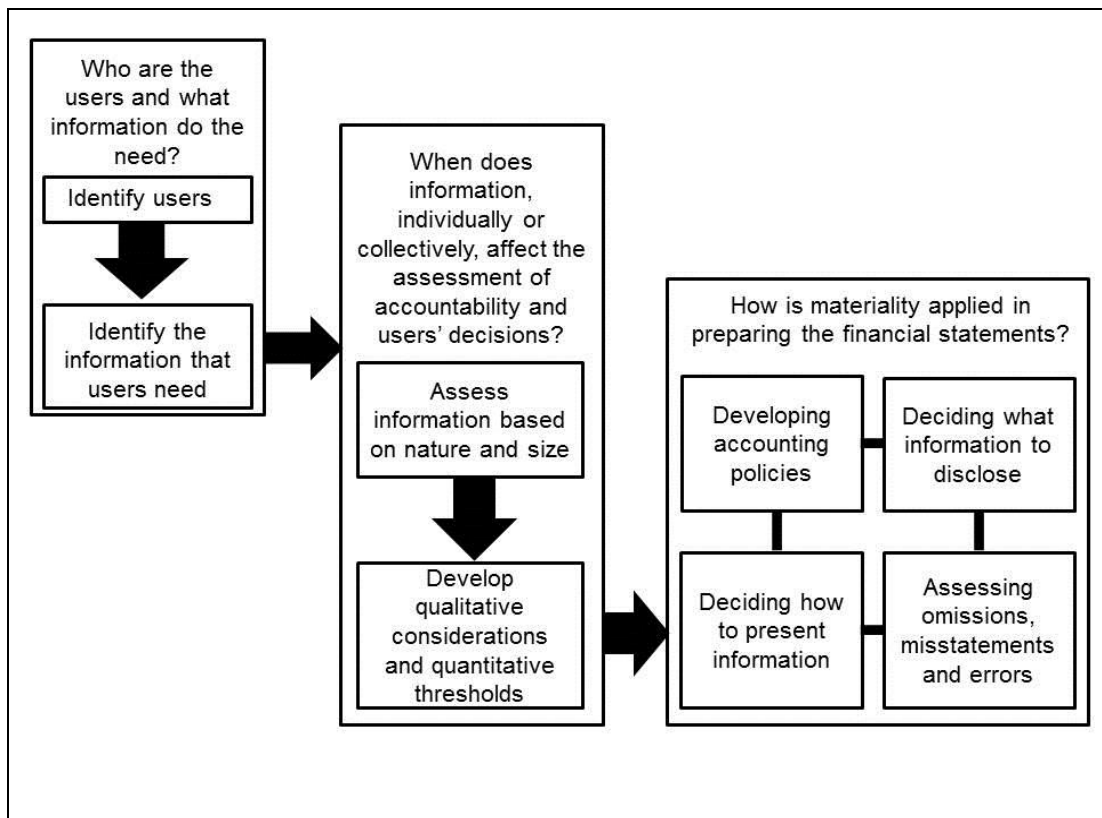 Who are the
users and what
information do the
need?
Identify users
Identify the
information that
users need
When does
information,
individually or
collectively, affect the
assessment of
accountability and
users’ decisions?
Assess
information based
on nature and size
Develop
qualitative
considerations
and quantitative
thresholds
How is materiality applied in
preparing the financial statements?
Developing
accounting
policies
Deciding what
information to
disclose
Deciding how
to present
information
Assessing
omissions,
misstatements
and errors